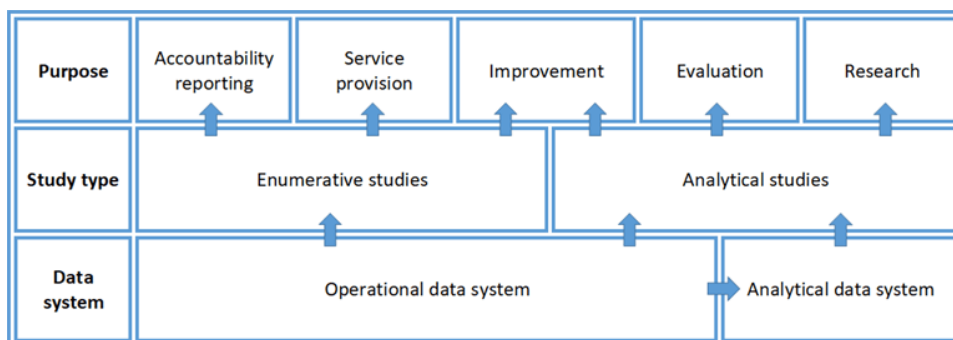 Purpose
Accountability
reporting
Service
provision
Improvement
Evaluation
Research
Study type
Enumerative studies
Analytical studies
Data
system
Operational data system
Analytical data system